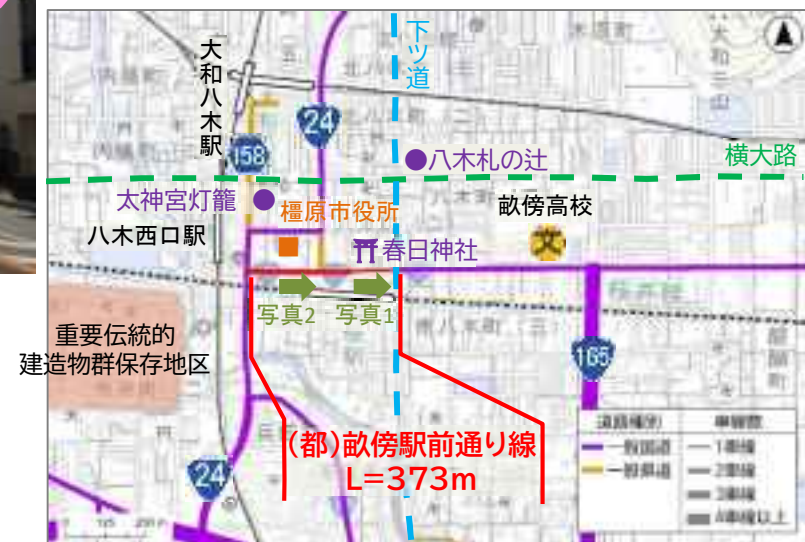 下ツ道
大和八木駅
24
158
八木札の辻
横大路
太神宮灯籠
橿原市役所
畝傍高校
八木西口駅
春日神社
写真2
写真1
重要伝統的
建造物群保存地区
165
(都)畝傍駅前通り線
L=373m
24
道路種別
車線数
一般国道
1車線
一般県道
2車線
3車線
4車線以上